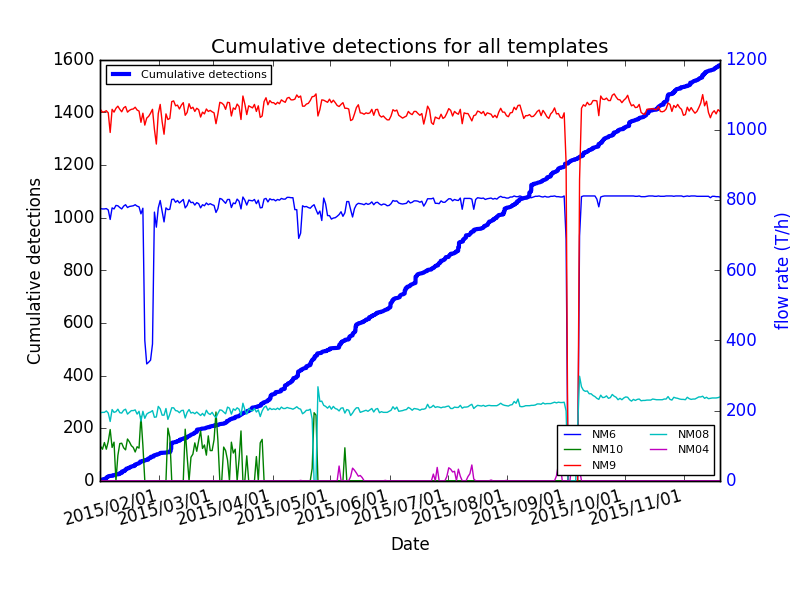 Cumulative detections for all templates
1600
1400
1200
1000
800
600
400
200
0
Cumulative detections
Cumulative detections
1200
1000
800
600
400
200
0
flow rate (T/h)
NM6
NM10
NM9
NM08
NM04
2015/02/01
2015/03/01
2015/04/01
2015/05/01
2015/06/01
2015/07/01
2015/08/01
2015/09/01
2015/10/01
2015/11/01
Date